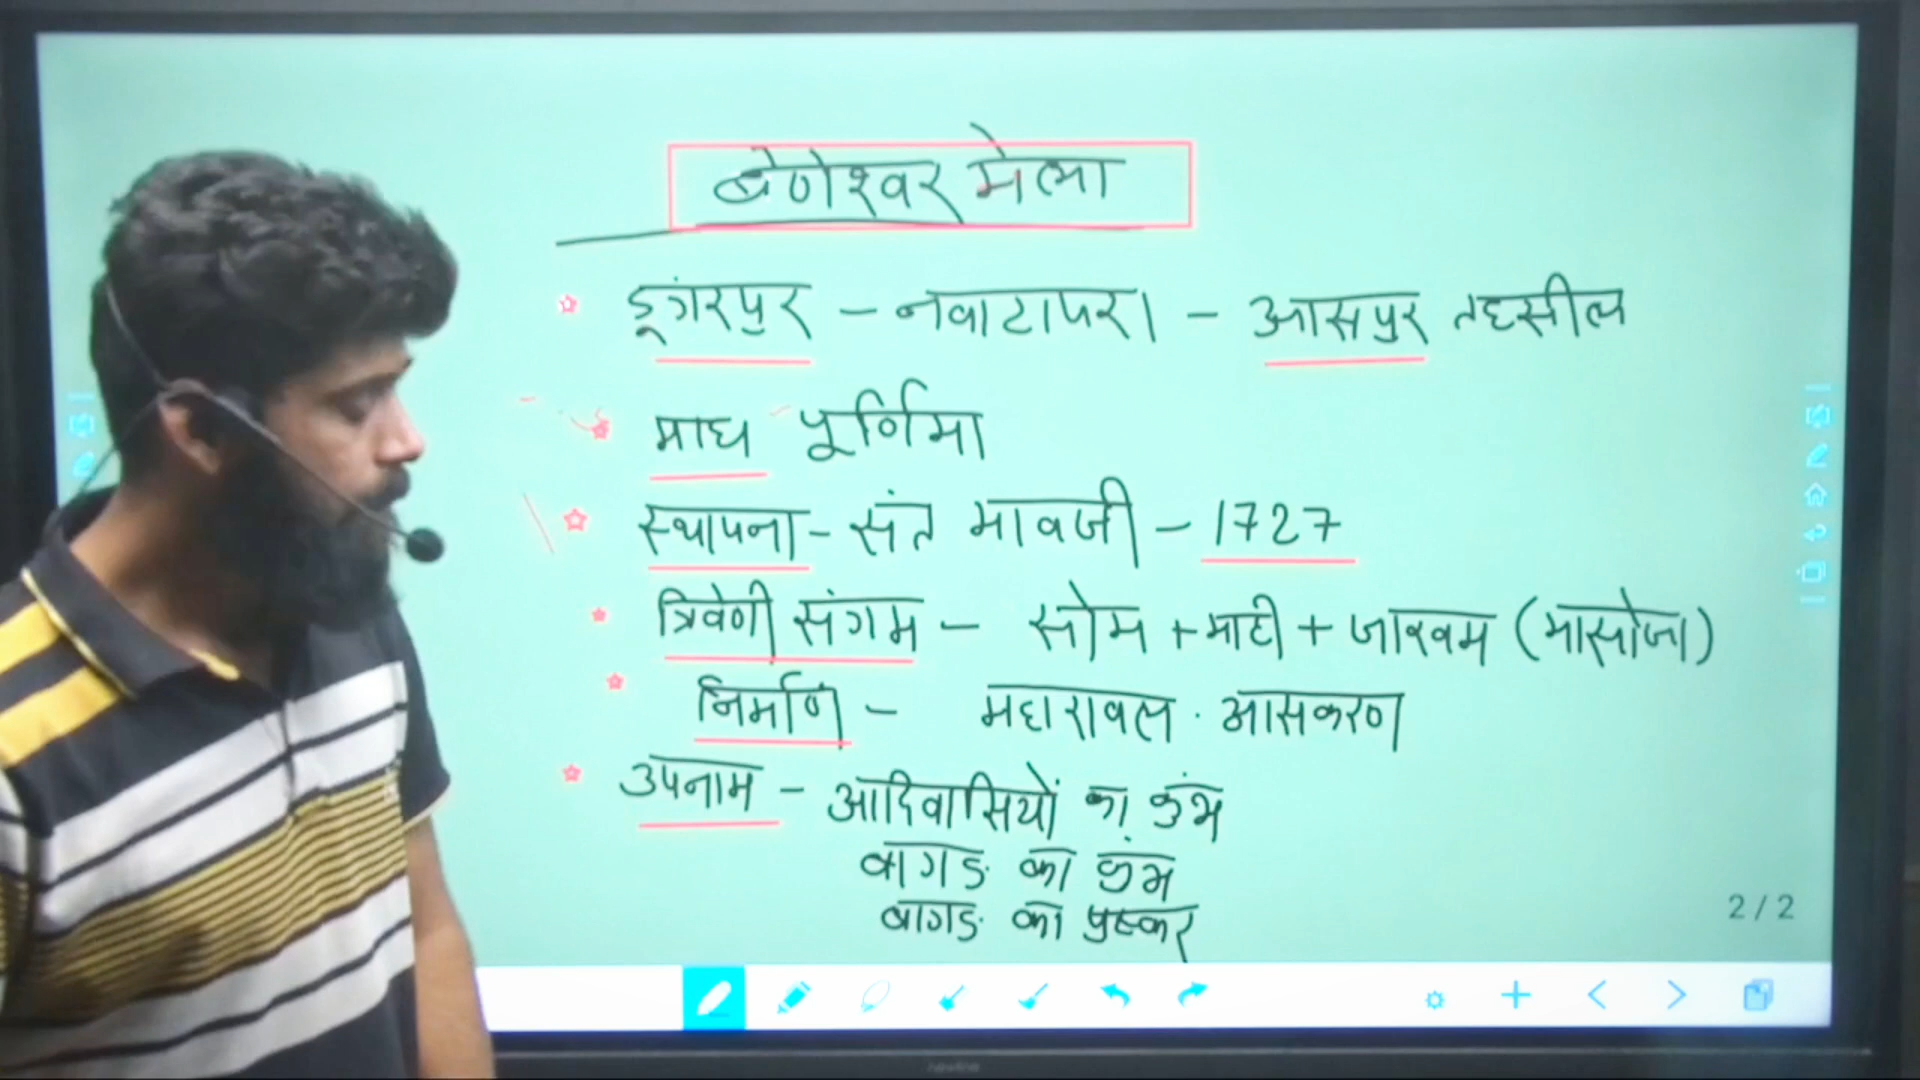 बेणेश्वर मेला
डूंगरपुर - नवाटापरा - आसपुर तहसील
माघ पूर्णिमा
स्थापना - संत मावजी - 1727
त्रिवेणी संगम - सोम + माही + जाखम (मासोजा)
निर्माण - महारावल आसकरण
उपनाम - आदिवासियों का कुंभ
बागड़ का कुंभ
बागड़ का पुष्कर
2/2